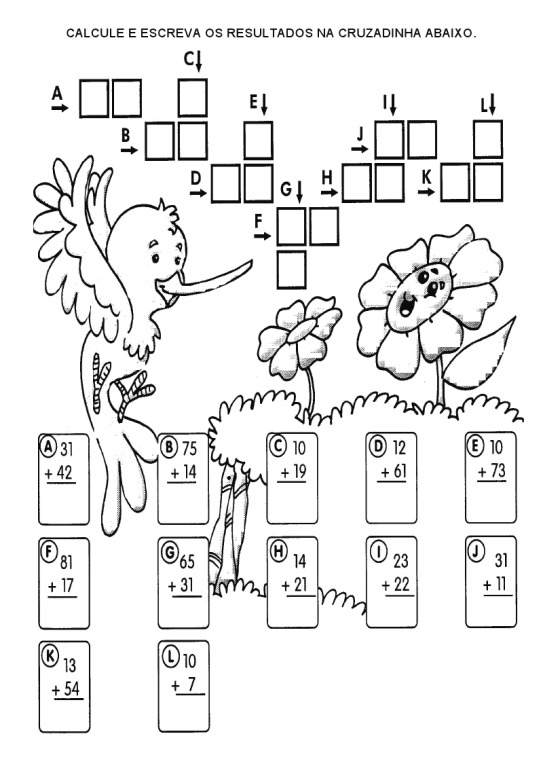 CALCULE E ESCREVA OS RESULTADOS NA CRUZADINHA ABAIXO.
C
A
E I L
B J
D G H K
F
A 31 B 75 C 10 D 12 E 10
+ 42 + 14 + 19 + 61 + 73
F 81 G 65 H 14 I 23 J 31
+ 17 + 31 + 21 + 22 + 11
K 13 L 10
+ 54 + 7